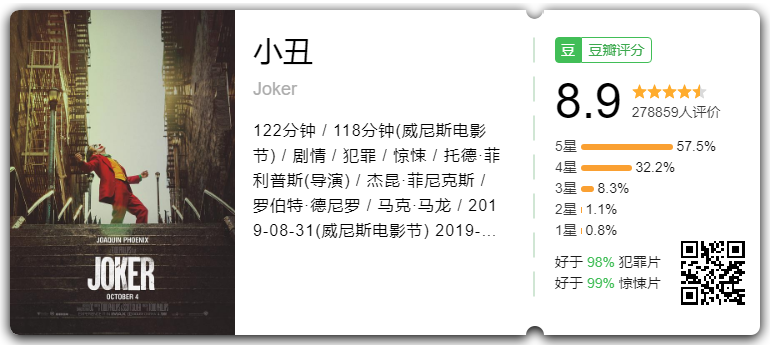 JOAQUIN PHOENIX
JOKER
OCTOBER 4
小丑
Joker
122分钟 / 118分钟(威尼斯电影
节) / 剧情 / 犯罪 / 惊悚 / 托德·菲
利普斯(导演) / 杰昆·菲尼克斯 /
罗伯特·德尼罗 / 马克·马龙 / 201
9-08-31(威尼斯电影节) 2019-...
豆 豆瓣评分
8.9
278859人评价
5星 57.5%
4星 32.2%
3星 8.3%
2星 1.1%
1星 0.8%
好于 98% 犯罪片
好于 99% 惊悚片